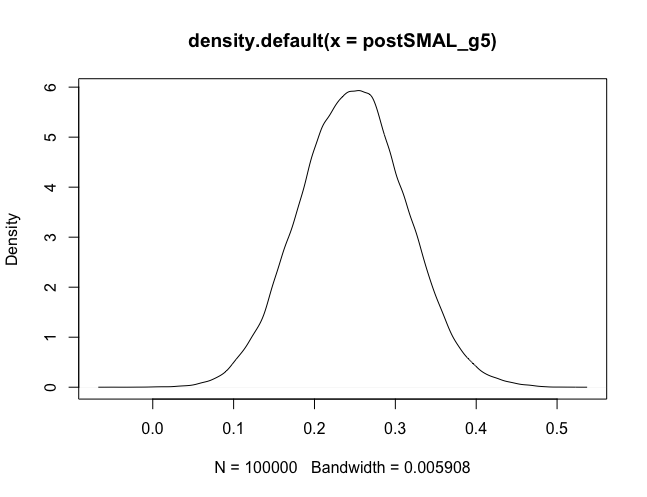 density.default(x = postSMAL_g5)
Density
6
5
4
3
2
1
0
0.0 0.1 0.2 0.3 0.4 0.5
N = 100000 Bandwidth = 0.005908